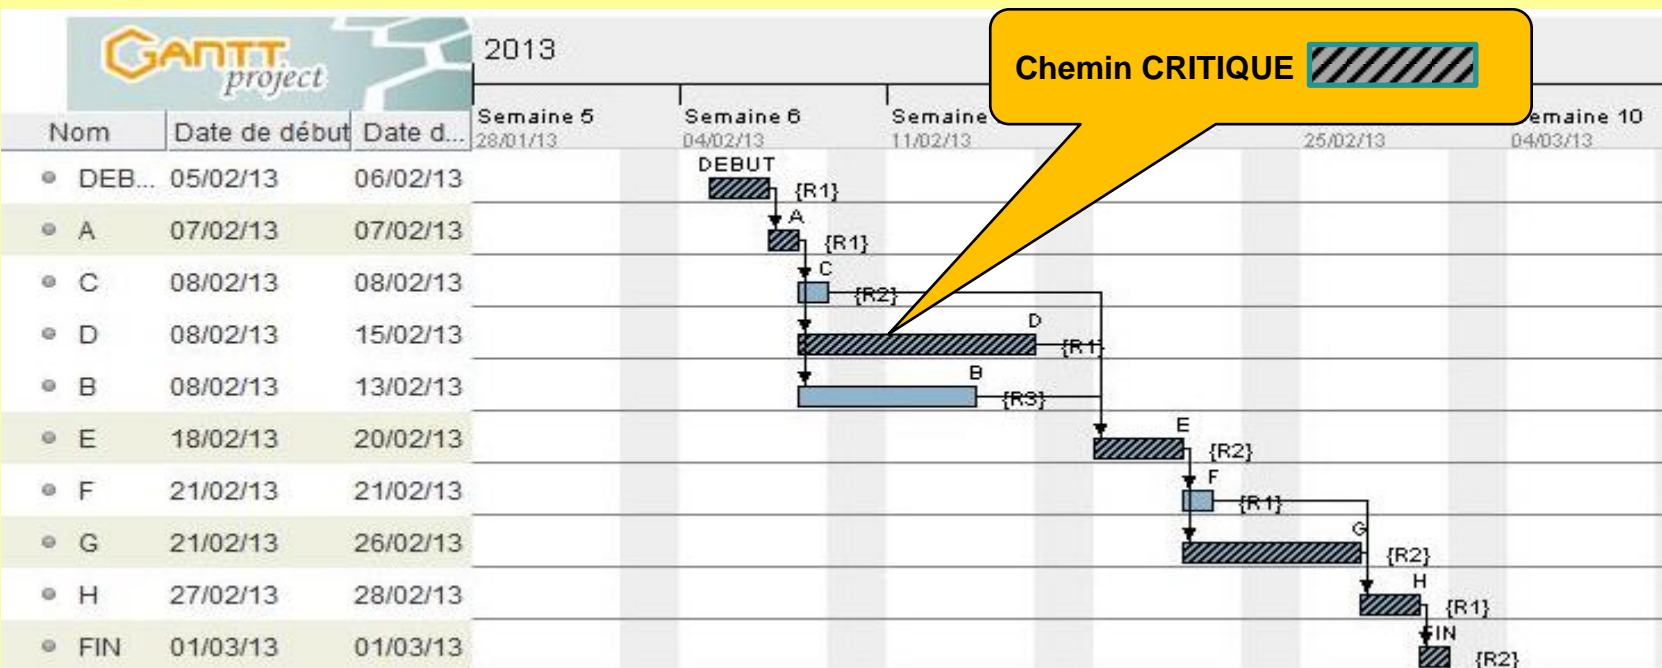 GANTT
project
2013
Chemin CRITIQUE
Semaine 5
28/01/13
Semaine 6
04/02/13
Semaine
11/02/13
25/02/13
emaine 10
04/03/13
Nom Date de début Date d...
DEB... 05/02/13 06/02/13
DEBUT
{R1}
A 07/02/13 07/02/13
A
{R1}
C 08/02/13 08/02/13
C
{R2}
D 08/02/13 15/02/13
D
{R1}
B 08/02/13 13/02/13
B
{R3}
E 18/02/13 20/02/13
E
{R2}
F 21/02/13 21/02/13
F
{R1}
G 21/02/13 26/02/13
G
{R2}
H 27/02/13 28/02/13
H
{R1}
FIN 01/03/13 01/03/13
FIN
{R2}